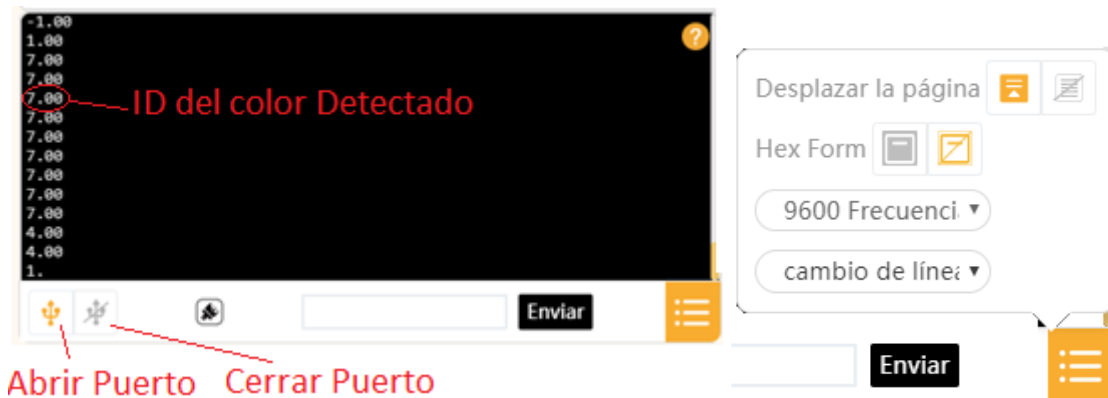 -1.00
1.00
7.00
7.00
7.00
ID del color Detectado
7.00
7.00
7.00
7.00
7.00
7.00
4.00
4.00
1.
?
Enviar
Abrir Puerto
Cerrar Puerto
Desplazar la página
Hex Form
9600 Frecuenci
cambio de líne
Enviar